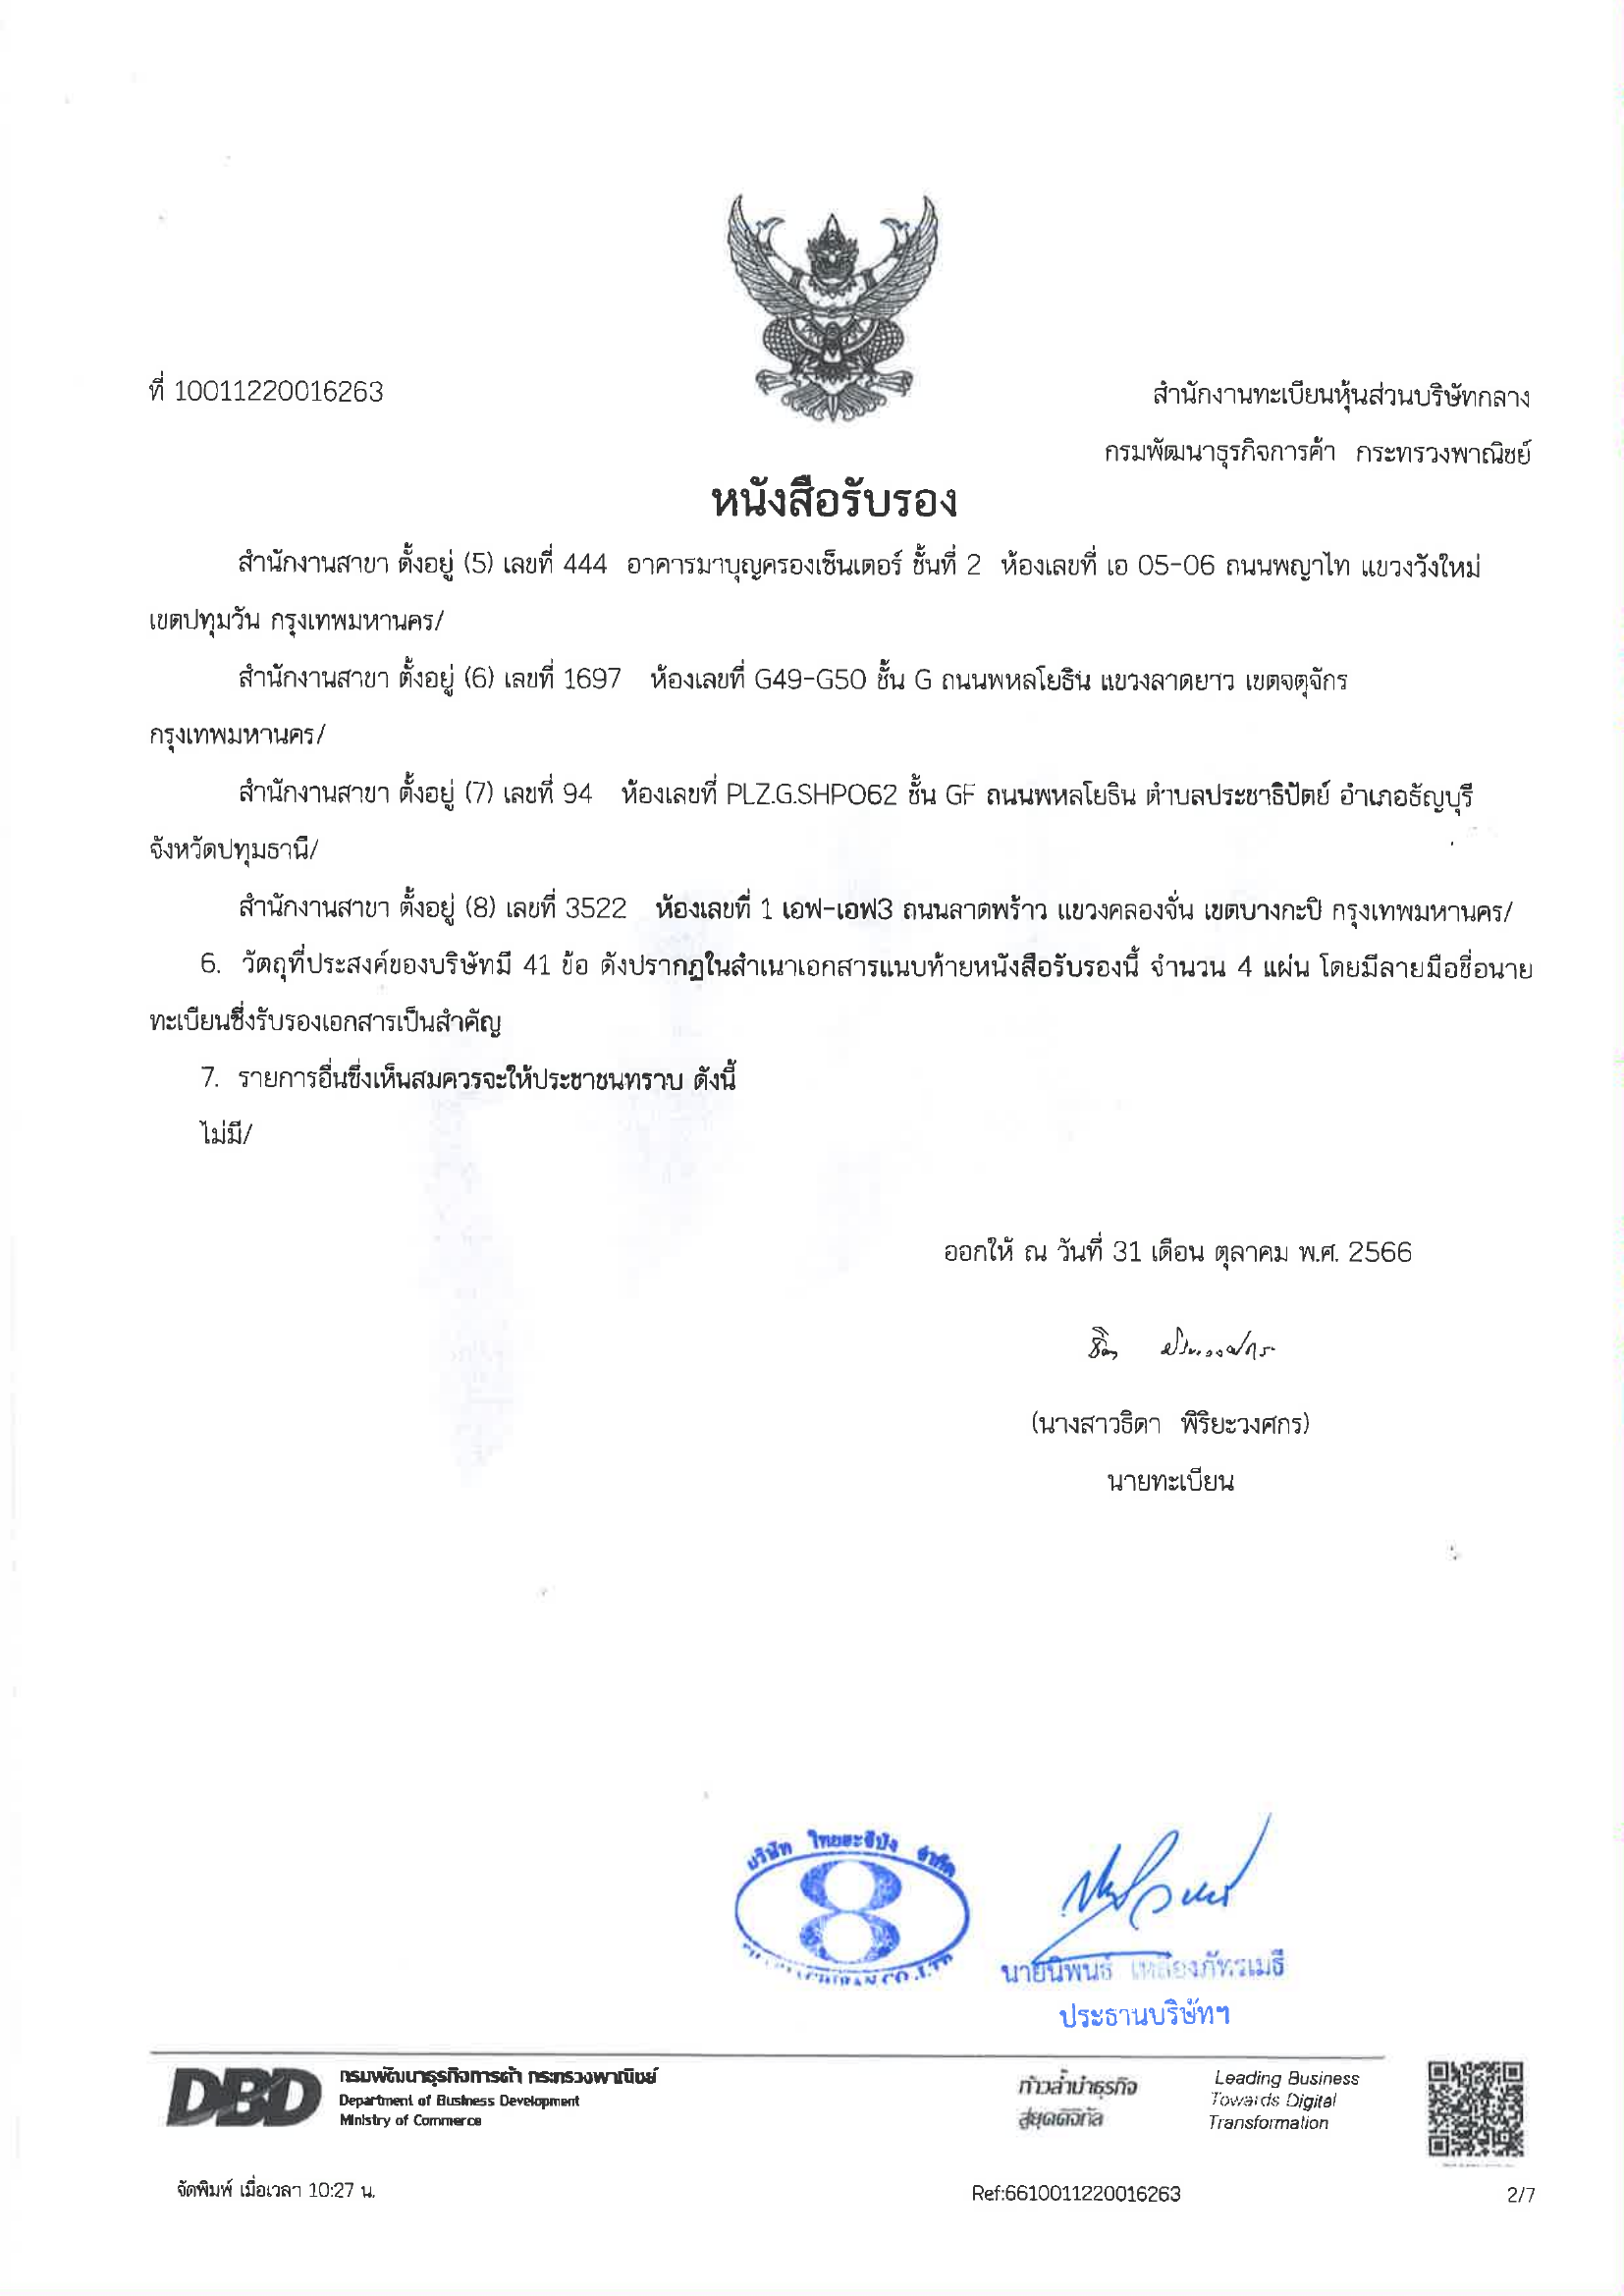 ที่ 10011220016263
สำนักงานทะเบียนหุ้นส่วนบริษัทกลาง
กรมพัฒนาธุรกิจการค้า กระทรวงพาณิชย์
หนังสือรับรอง
สำนักงานสาขา ตั้งอยู่ (5) เลขที่ 444 อาคารมาบุญครองเซ็นเตอร์ ชั้นที่ 2 ห้องเลขที่ เอ 05-06 ถนนพญาไท แขวงวังใหม่
เขตปทุมวัน กรุงเทพมหานคร/
สำนักงานสาขา ตั้งอยู่ (6) เลขที่ 1697 ห้องเลขที่ G49-G50 ชั้น G ถนนพหลโยธิน แขวงลาดยาว เขตจตุจักร
กรุงเทพมหานคร/
สำนักงานสาขา ตั้งอยู่ (7) เลขที่ 94 ห้องเลขที่ PLZ.G.SHPO62 ชั้น GF ถนนพหลโยธิน ตำบลประชาธิปัตย์ อำเภอธัญบุรี
จังหวัดปทุมธานี/
สำนักงานสาขา ตั้งอยู่ (8) เลขที่ 3522 ห้องเลขที่ 1 เอฟ-เอฟ3 ถนนลาดพร้าว แขวงคลองจั่น เขตบางกะปิ กรุงเทพมหานคร/
6. วัตถุที่ประสงค์ของบริษัทมี 41 ข้อ ดังปรากฏในสำเนาเอกสารแนบท้ายหนังสือรับรองนี้ จำนวน 4 แผ่น โดยมีลายมือชื่อนาย
ทะเบียนซึ่งรับรองเอกสารเป็นสำคัญ
7. รายการอื่นซึ่งเห็นสมควรจะให้ประชาชนทราบ ดังนี้
ไม่มี/
ออกให้ ณ วันที่ 31 เดือน ตุลาคม พ.ศ. 2566
(นางสาวธิดา พิริยะวงศกร)
นายทะเบียน
บริษัท ไทยฮะจิบัง จำกัด
CO.,LTD
นายนิพนธ์ เหลืองภัทรเมธี
ประธานบริษัทฯ
DBD
กรมพัฒนาธุรกิจการค้า กระทรวงพาณิชย์
Department of Business Development
Ministry of Commerce
ก้าวล้ำนำธุรกิจ
สู่ยุคดิจิทัล
Leading Business
Towards Digital
Transformation
จัดพิมพ์ เมื่อเวลา 10:27 น.
Ref:6610011220016263
2/7